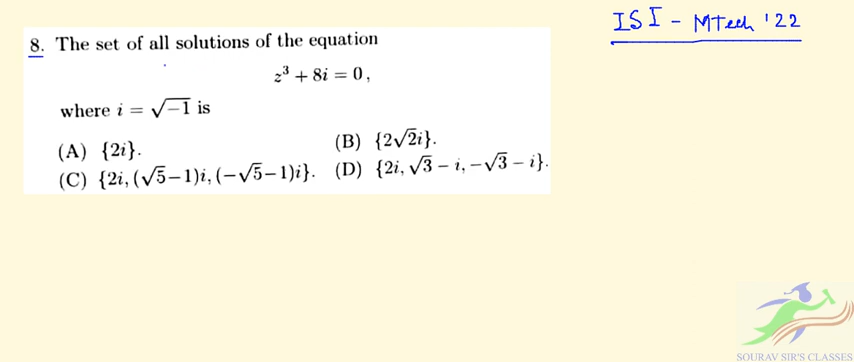 ISI - MTech '22
8. The set of all solutions of the equation
z³ + 8i = 0,
where i = √−1 is
(A) {2i}.
(B) {2√2i}.
(C) {2i, (√5−1)i, (−√5−1)i}.
(D) {2i, √3 − i, −√3 − i}.
SOURAV SIR'S CLASSES